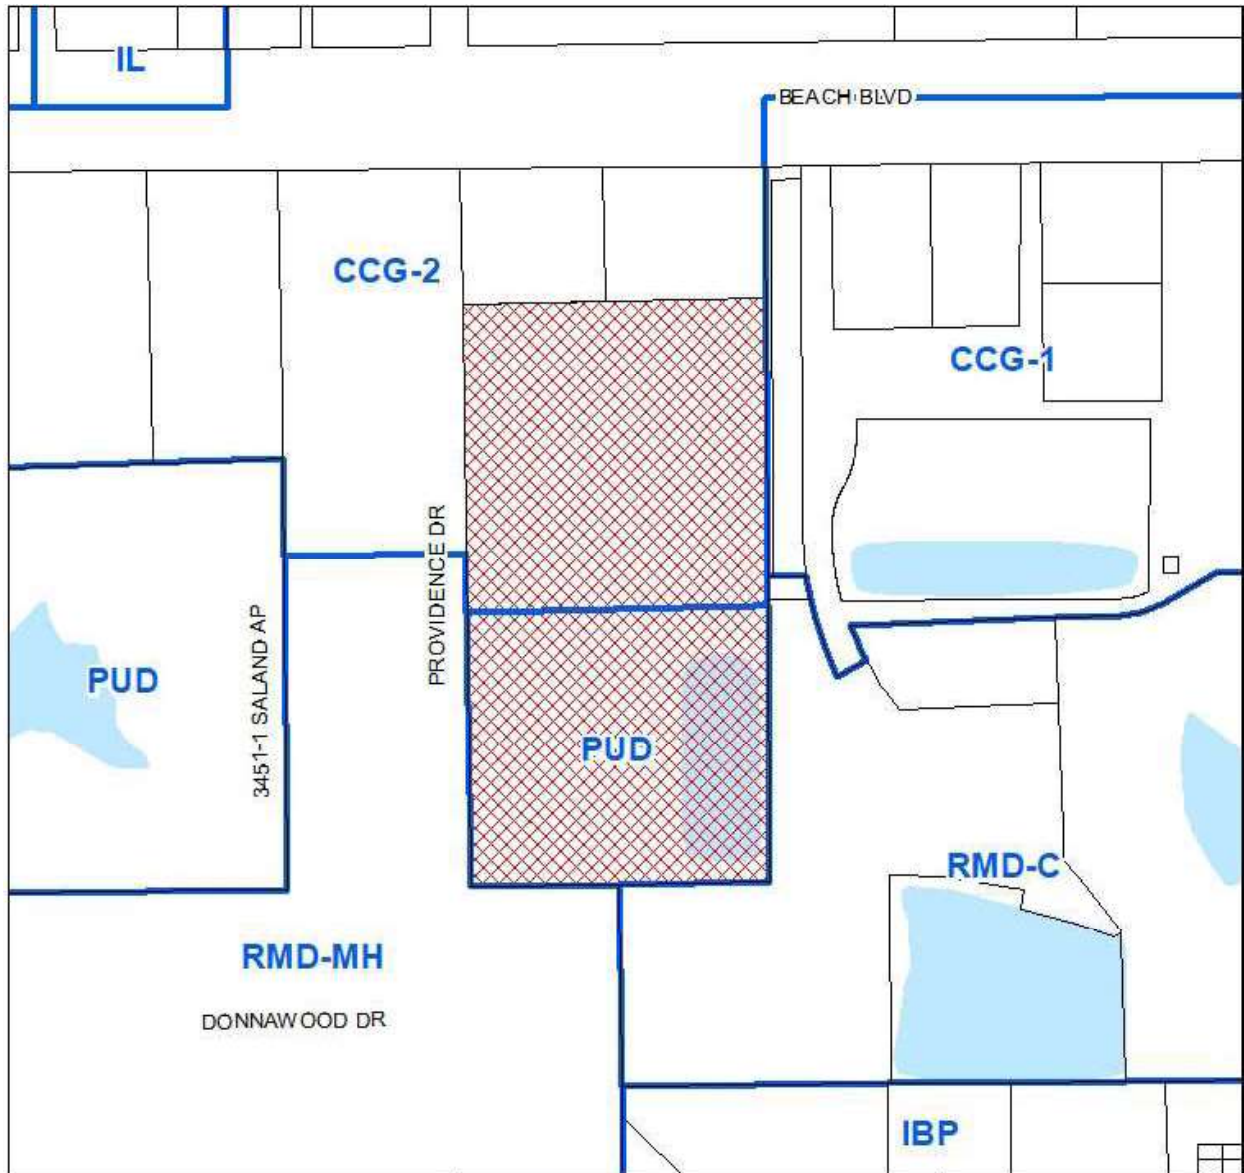 IL
BEACH BLVD
CCG-2
CCG-1
PROVIDENCE DR
3451-1 SALAND AP
PUD
PUD
RMD-C
RMD-MH
DONNAWOOD DR
IBP